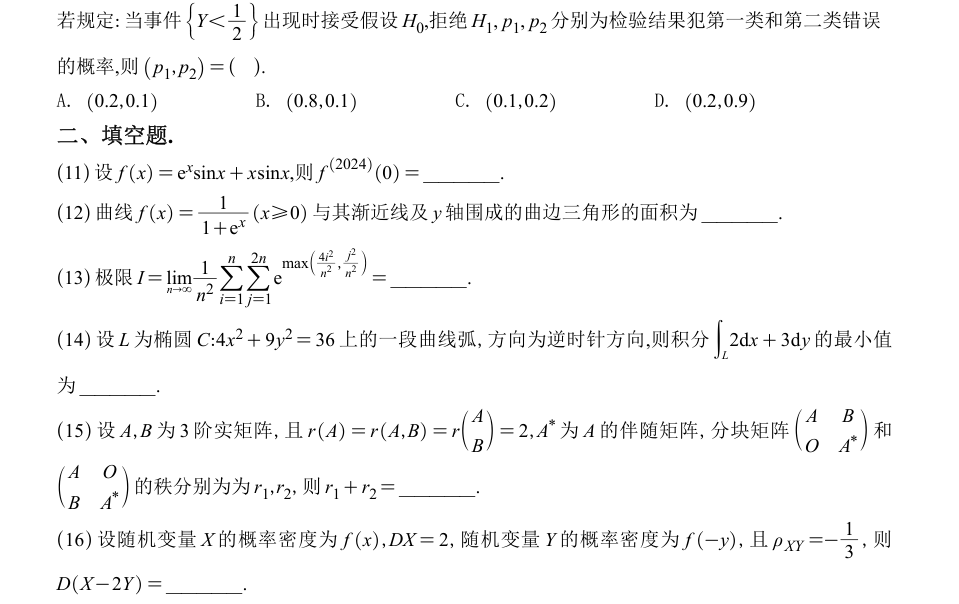 若规定: 当事件{Y<1/2}出现时接受假设H₀,拒绝H₁,p₁,p₂分别为检验结果犯第一类和第二类错误
的概率,则(p₁,p₂)=( ).
A. (0.2,0.1) B. (0.8,0.1) C. (0.1,0.2) D. (0.2,0.9)
二、填空题.
(11) 设 f(x)=eˣsinx+xsinx,则 f⁽²⁰²⁴⁾(0)=________.
(12) 曲线 f(x)=1/(1+eˣ) (x⩾0) 与其渐近线及 y 轴围成的曲边三角形的面积为 ________.
(13) 极限 I=lim_{n→∞} 1/n² ∑_{i=1}^{n} ∑_{j=1}^{2n} e^{max(4i²/n², j²/n²)} = ________.
(14) 设 L 为椭圆 C:4x²+9y²=36 上的一段曲线弧, 方向为逆时针方向,则积分 ∫_L 2dx+3dy 的最小值
为 ________.
(15) 设 A,B 为 3 阶实矩阵, 且 r(A)=r(A,B)=r(A; B)=2,A* 为 A 的伴随矩阵, 分块矩阵 (A B; O A*) 和
(A O; B A*) 的秩分别为为 r₁,r₂, 则 r₁+r₂=________.
(16) 设随机变量 X 的概率密度为 f(x),DX=2, 随机变量 Y 的概率密度为 f(−y), 且 ρ_{XY}=−1/3, 则
D(X−2Y)=________.